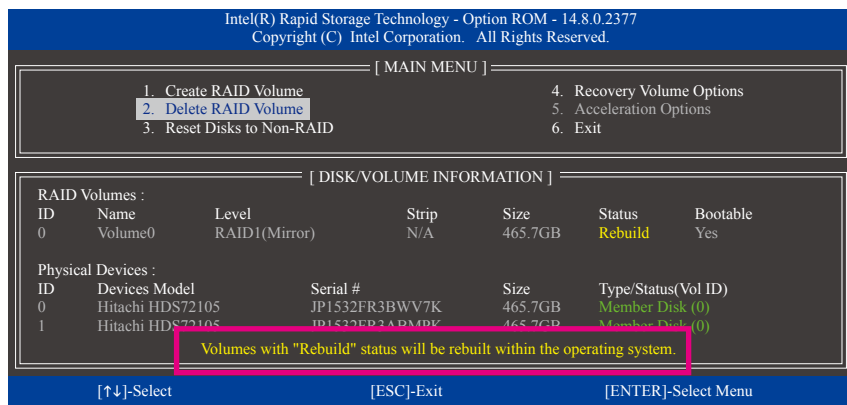 Intel(R) Rapid Storage Technology - Option ROM - 14.8.0.2377
Copyright (C) Intel Corporation. All Rights Reserved.
[ MAIN MENU ]
1. Create RAID Volume
2. Delete RAID Volume
3. Reset Disks to Non-RAID
4. Recovery Volume Options
5. Acceleration Options
6. Exit
[ DISK/VOLUME INFORMATION ]
RAID Volumes :
ID Name Level Strip Size Status Bootable
0 Volume0 RAID1(Mirror) N/A 465.7GB Rebuild Yes
Physical Devices :
ID Devices Model Serial # Size Type/Status(Vol ID)
0 Hitachi HDS72105 JP1532FR3BWV7K 465.7GB Member Disk (0)
1 Hitachi HDS72105 JP1532FR3ABMPK 465.7GB Member Disk (0)
Volumes with "Rebuild" status will be rebuilt within the operating system.
[↑↓]-Select [ESC]-Exit [ENTER]-Select Menu